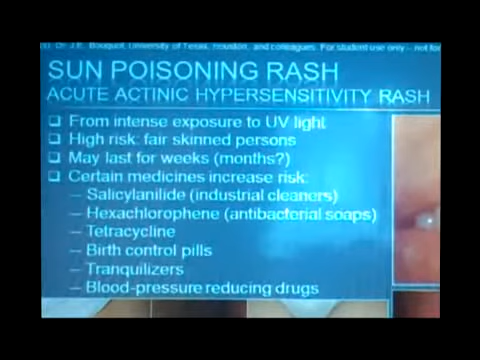 Dr. J.E. Bouquot, University of Texas, Houston, and colleagues. For student use only – not for
SUN POISONING RASH
ACUTE ACTINIC HYPERSENSITIVITY RASH
❑ From intense exposure to UV light
❑ High risk: fair skinned persons
❑ May last for weeks (months?)
❑ Certain medicines increase risk:
– Salicylanilide (industrial cleaners)
– Hexachlorophene (antibacterial soaps)
– Tetracycline
– Birth control pills
– Tranquilizers
– Blood-pressure reducing drugs